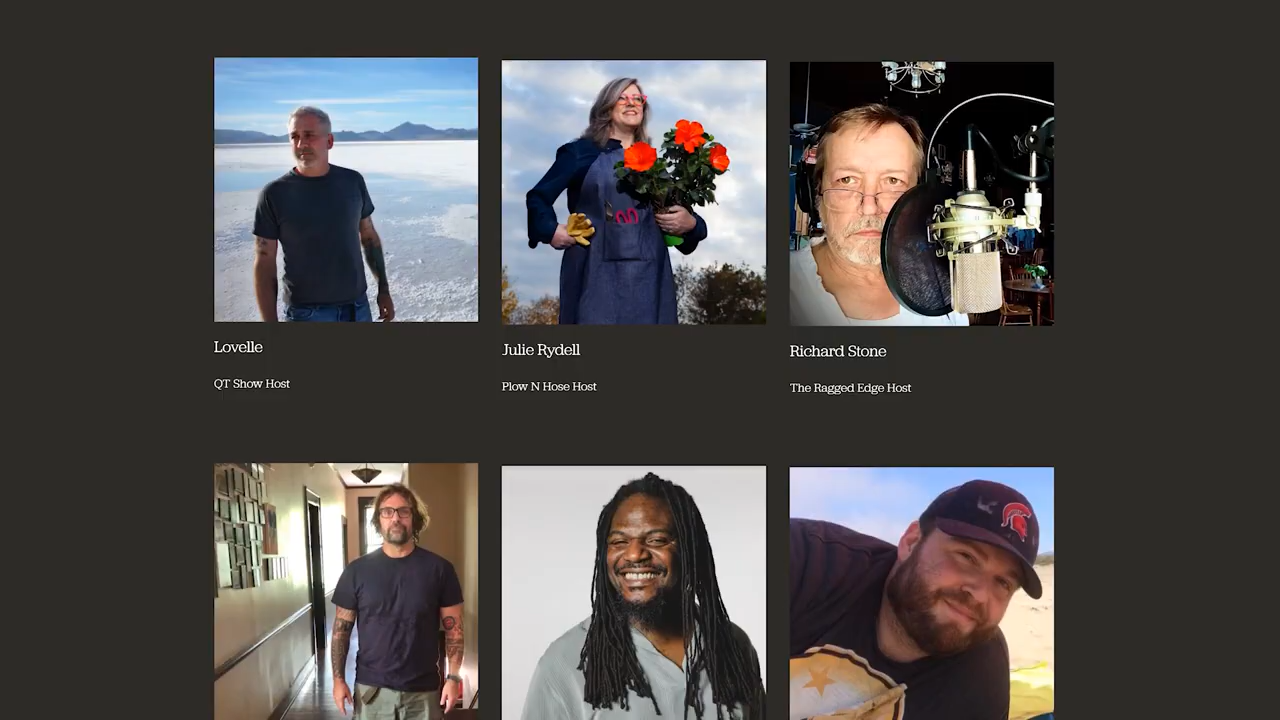 Lovelle
QT Show Host
Julie Rydell
Plow N Hose Host
Richard Stone
The Ragged Edge Host